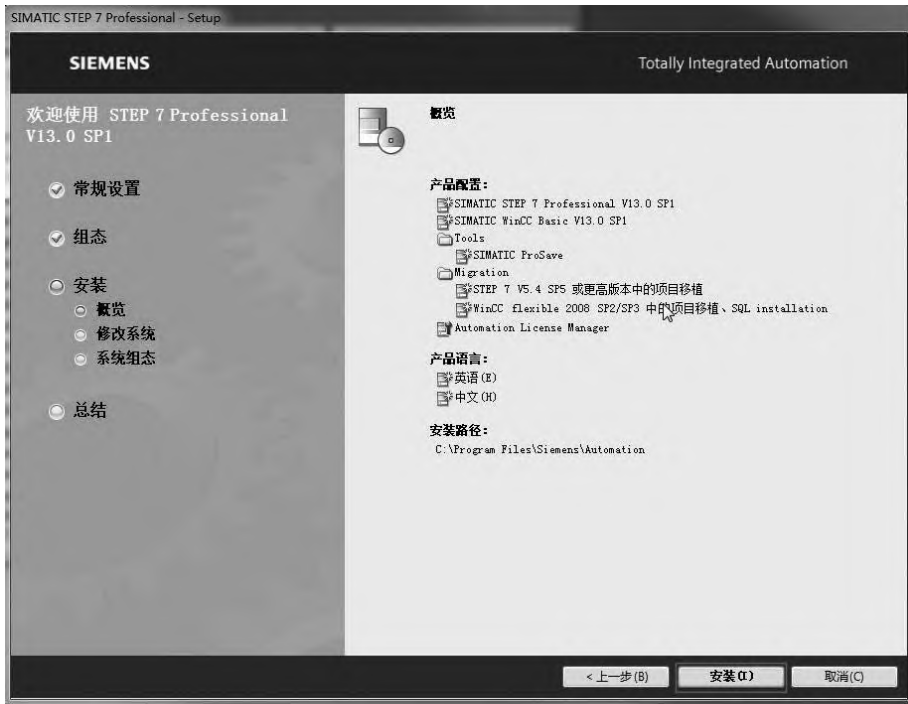 SIMATIC STEP 7 Professional - Setup
SIEMENS
Totally Integrated Automation
欢迎使用 STEP 7 Professional
V13.0 SP1
常规设置
组态
安装
概览
修改系统
系统组态
总结
概览
产品配置:
SIMATIC STEP 7 Professional V13.0 SP1
SIMATIC WinCC Basic V13.0 SP1
Tools
SIMATIC ProSave
Migration
STEP 7 V5.4 SP5 或更高版本中的项目移植
WinCC flexible 2008 SP2/SP3 中的项目移植、SQL installation
Automation License Manager
产品语言:
英语(E)
中文(H)
安装路径:
C:\Program Files\Siemens\Automation
<上一步(B)
安装(I)
取消(C)